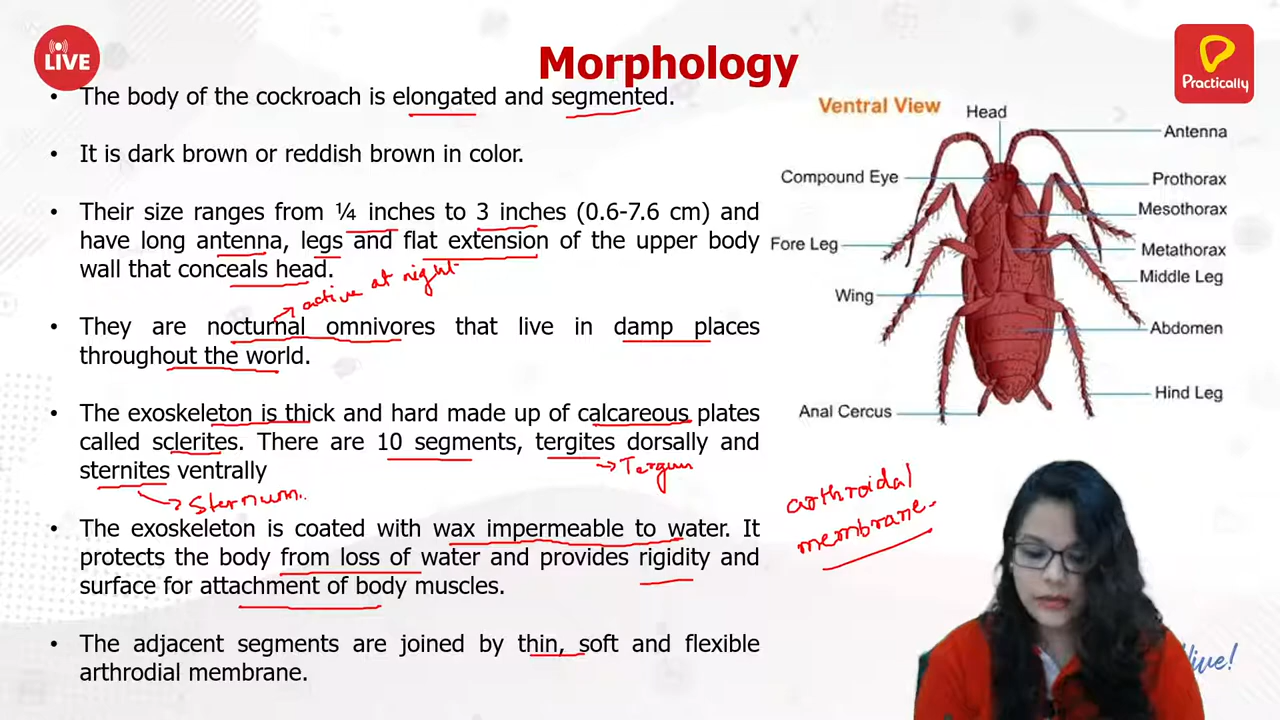 LIVE
Morphology
Practically
• The body of the cockroach is elongated and segmented.
• It is dark brown or reddish brown in color.
• Their size ranges from ¼ inches to 3 inches (0.6-7.6 cm) and
have long antenna, legs and flat extension of the upper body
wall that conceals head.
→ active at night
• They are nocturnal omnivores that live in damp places
throughout the world.
• The exoskeleton is thick and hard made up of calcareous plates
called sclerites. There are 10 segments, tergites dorsally and
sternites ventrally
→ Tergum
→ Sternum.
• The exoskeleton is coated with wax impermeable to water. It
protects the body from loss of water and provides rigidity and
surface for attachment of body muscles.
• The adjacent segments are joined by thin, soft and flexible
arthrodial membrane.
Ventral View
Head
Antenna
Compound Eye
Prothorax
Mesothorax
Fore Leg
Metathorax
Middle Leg
Wing
Abdomen
Hind Leg
Anal Cercus
arthroidal
membrane.
live!